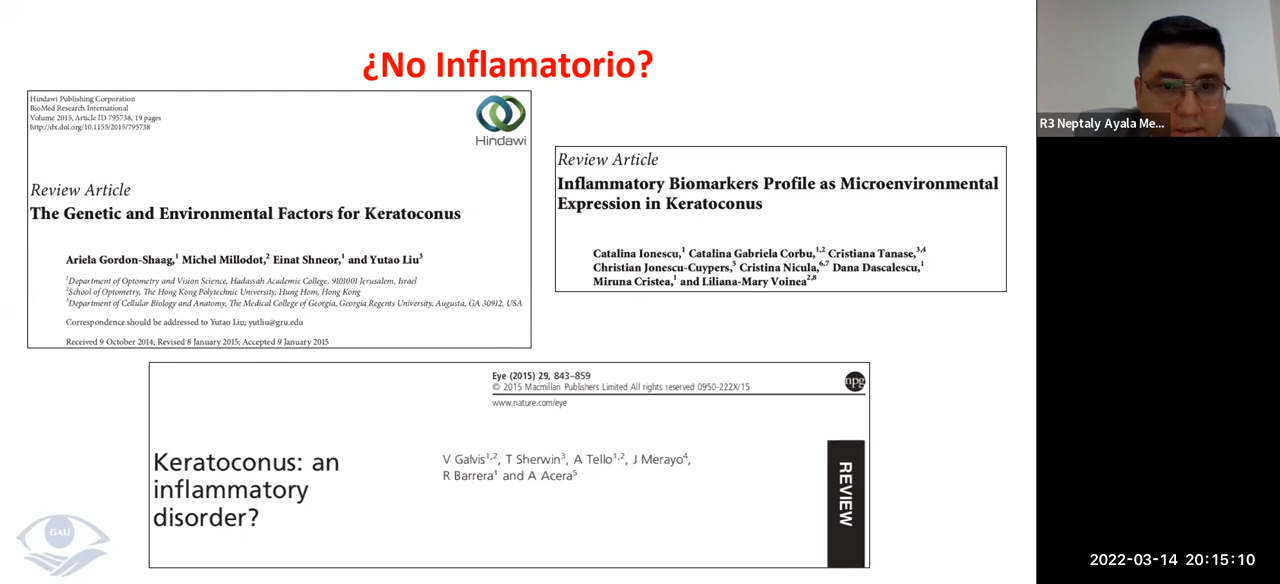 ¿No Inflamatorio?
Hindawi Publishing Corporation
BioMed Research International
Volume 2015, Article ID 795738, 19 pages
http://dx.doi.org/10.1155/2015/795738
Hindawi
Review Article
The Genetic and Environmental Factors for Keratoconus
Ariela Gordon-Shaag,1 Michel Millodot,2 Einat Shneor,1 and Yutao Liu3
1Department of Optometry and Vision Science, Hadassah Academic College, 9101001 Jerusalem, Israel
2School of Optometry, The Hong Kong Polytechnic University, Hung Hom, Hong Kong
3Department of Cellular Biology and Anatomy, The Medical College of Georgia, Georgia Regents University, Augusta, GA 30912, USA
Correspondence should be addressed to Yutao Liu; yutliu@gru.edu
Received 9 October 2014; Revised 8 January 2015; Accepted 9 January 2015
Review Article
Inflammatory Biomarkers Profile as Microenvironmental
Expression in Keratoconus
Catalina Ionescu,1 Catalina Gabriela Corbu,1,2 Cristiana Tanase,3,4
Christian Jonescu-Cuypers,5 Cristina Nicula,6,7 Dana Dascalescu,1
Miruna Cristea,1 and Liliana-Mary Voinea2,8
Eye (2015) 29, 843–859
© 2015 Macmillan Publishers Limited All rights reserved 0950-222X/15
npg
www.nature.com/eye
Keratoconus: an
inflammatory
disorder?
V Galvis1,2, T Sherwin3, A Tello1,2, J Merayo4,
R Barrera1 and A Acera5
REVIEW
GAU
R3 Neptaly Ayala Me...
2022-03-14 20:15:10